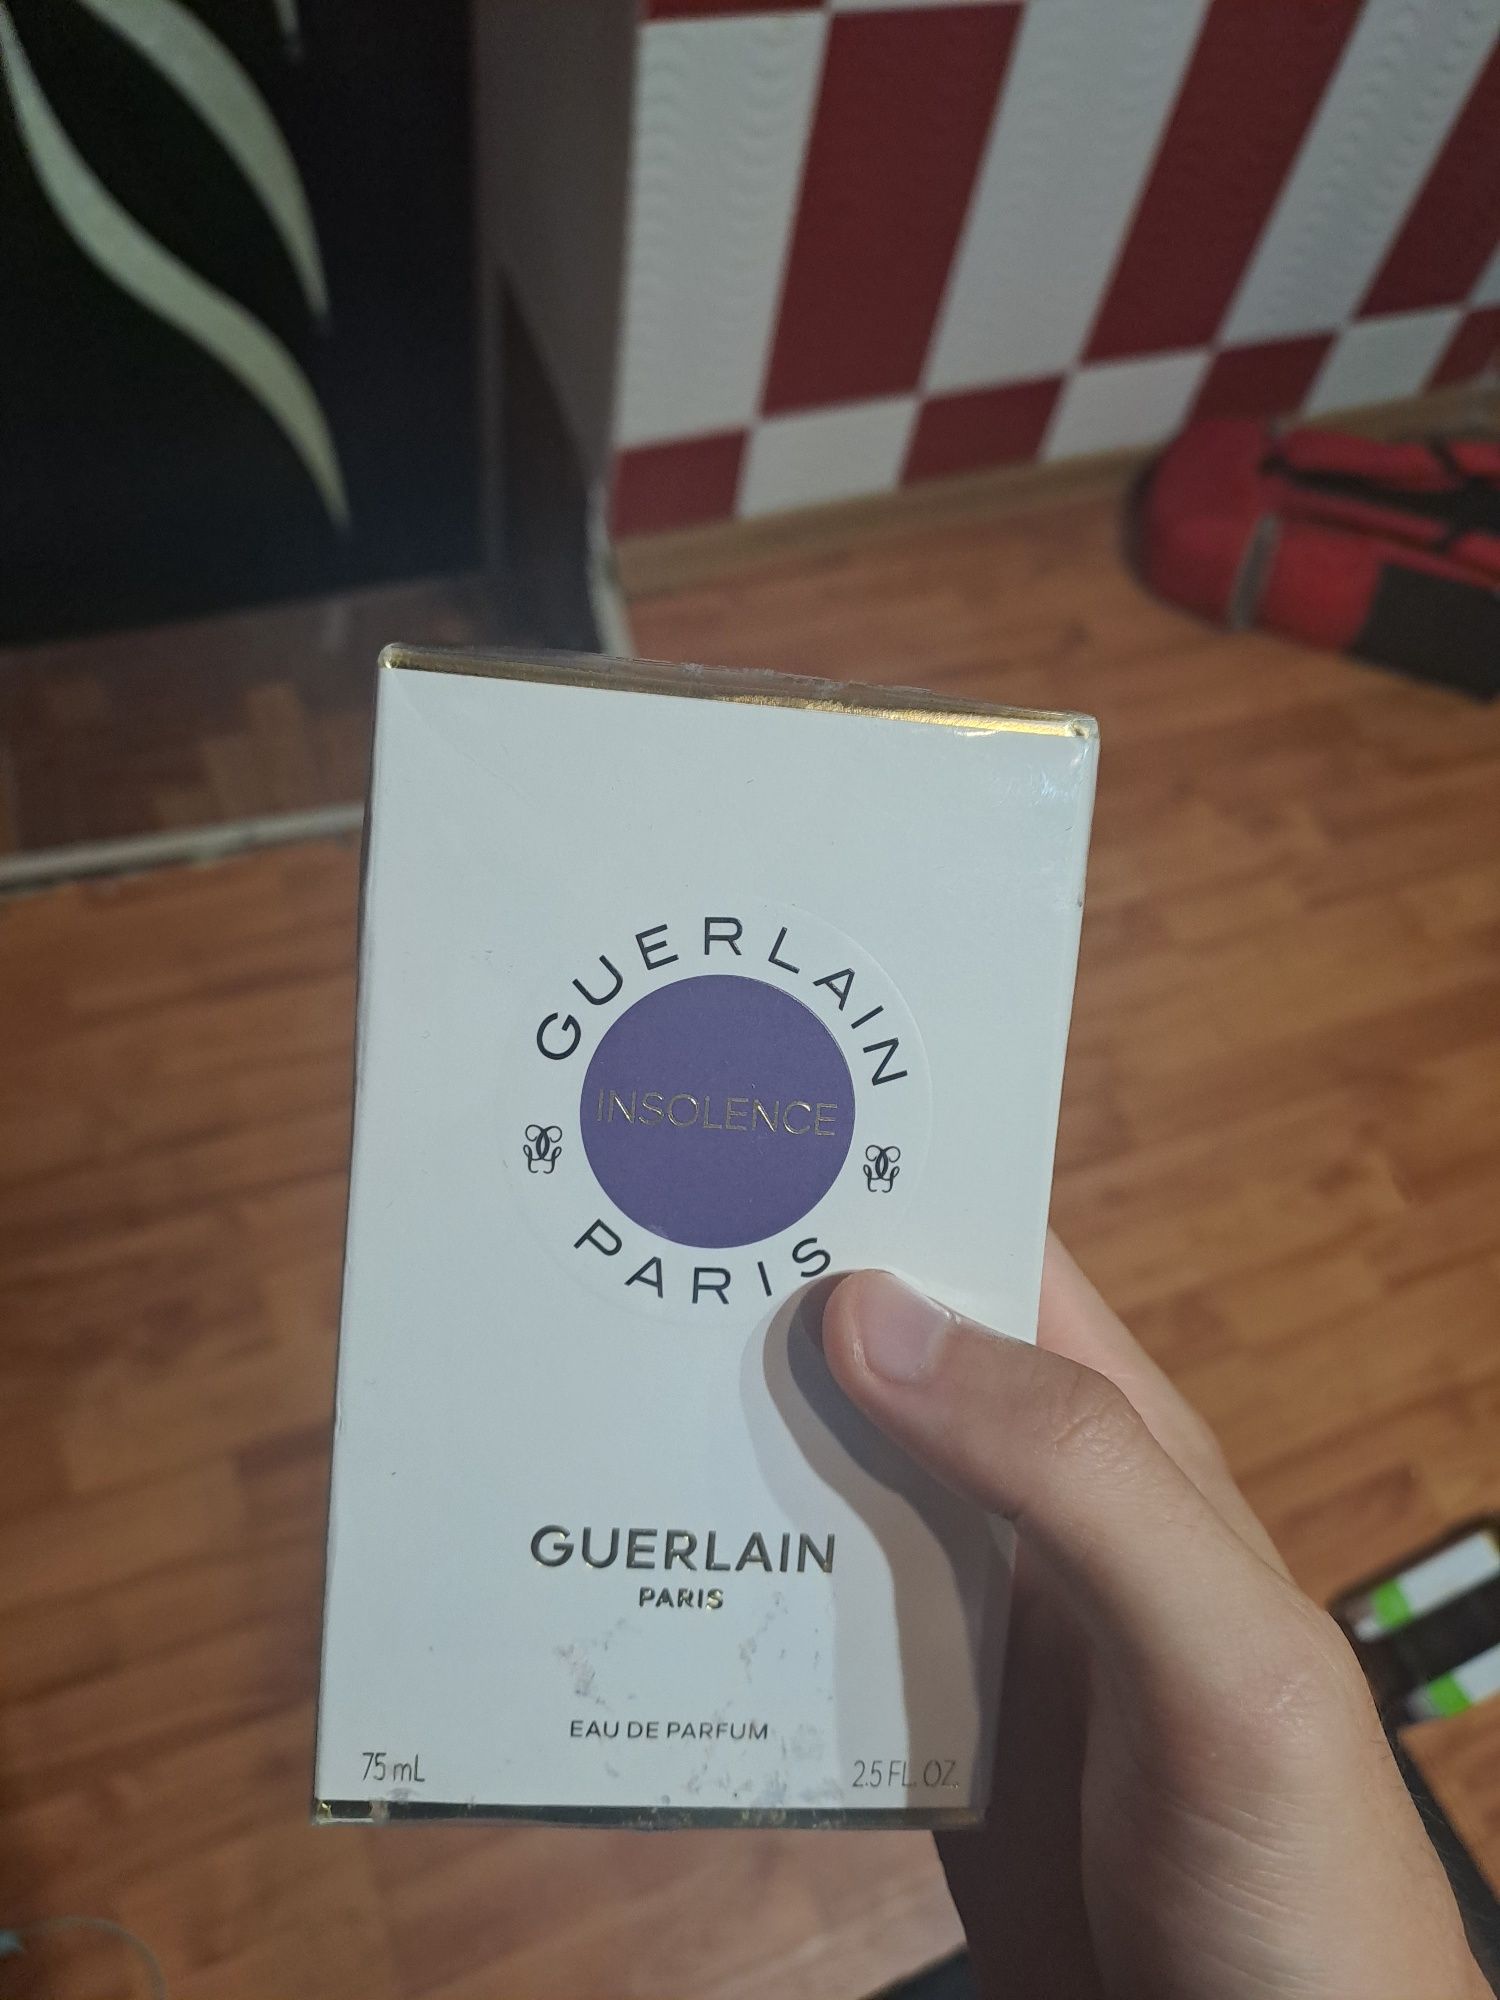 GUERLAIN
INSOLENCE
PARIS
GUERLAIN
PARIS
EAU DE PARFUM
75 mL
2.5 FL. OZ.